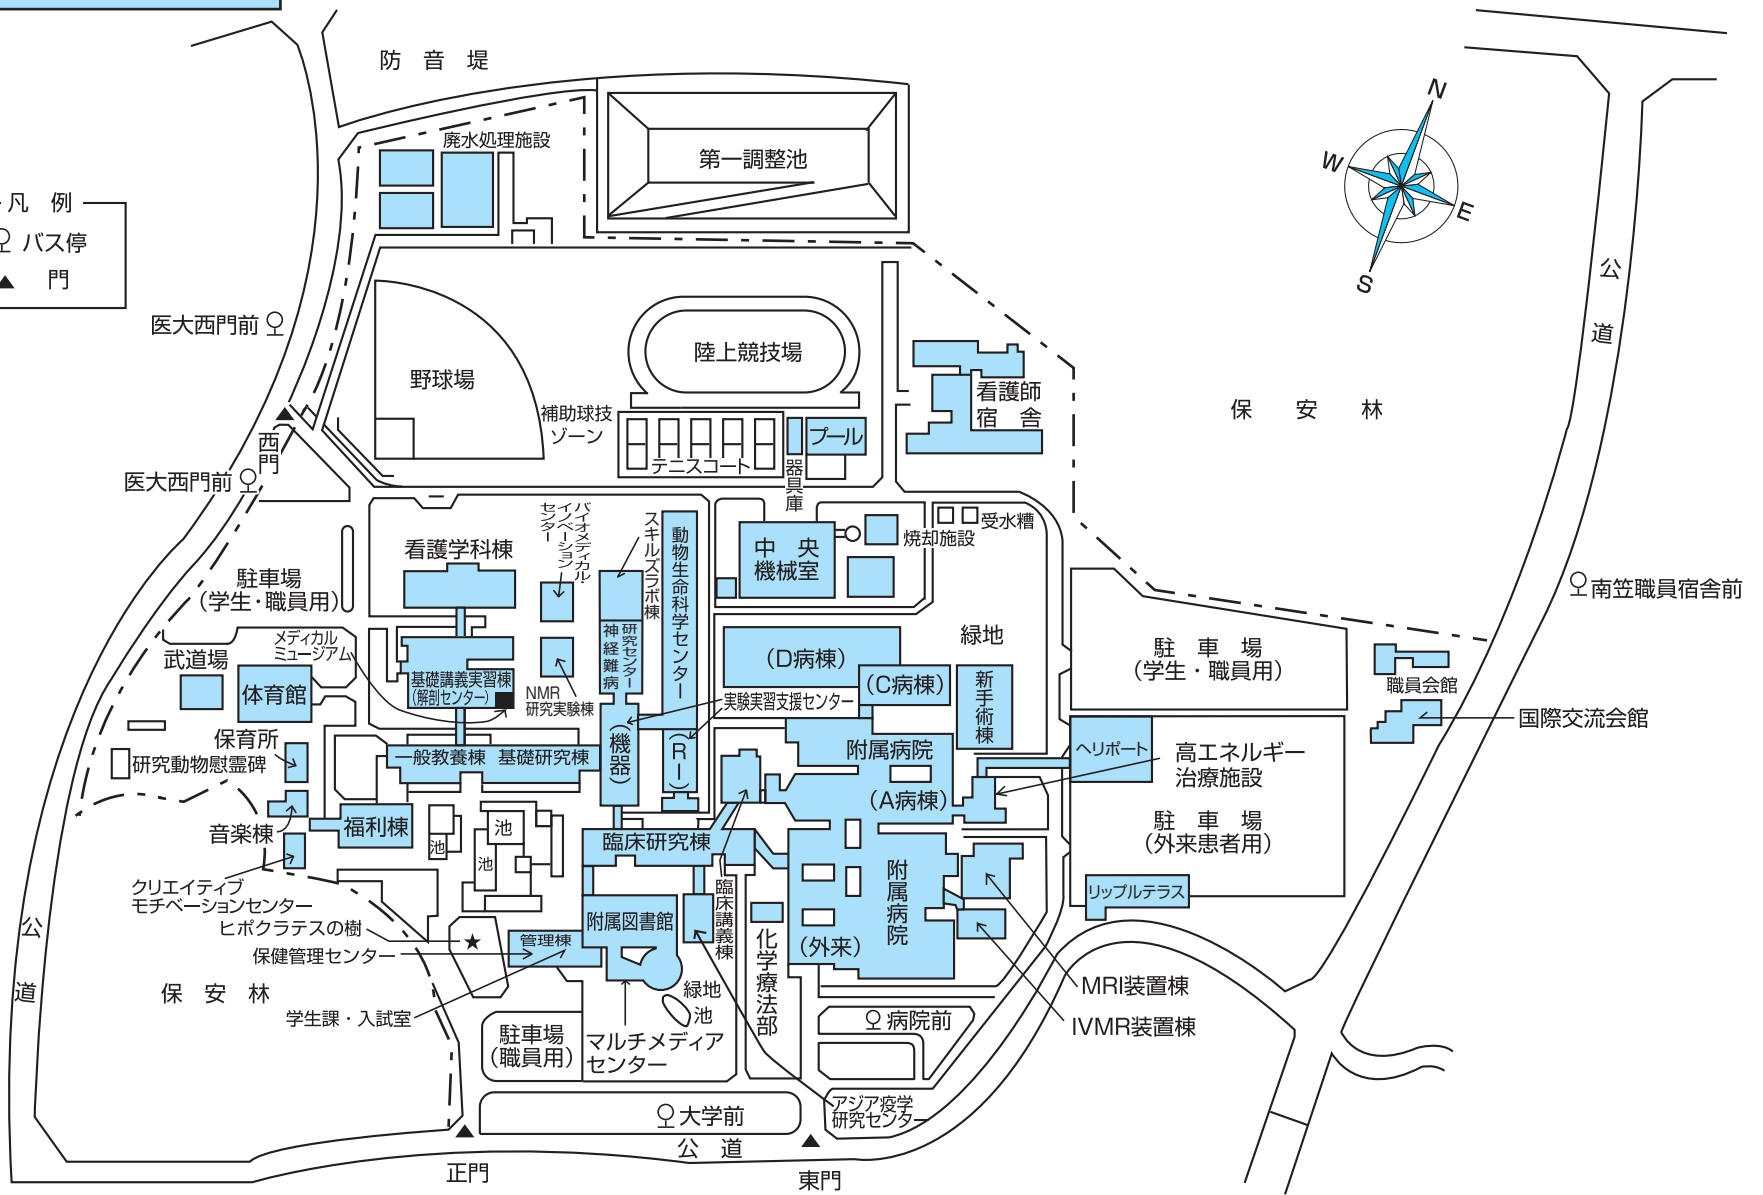 防音堤
廃水処理施設
第一調整池
N
W
E
S
凡例
バス停
門
医大西門前
公
道
野球場
陸上競技場
補助球技
ゾーン
テニスコート
プール
器具庫
看護師
宿舎
保安林
西門
医大西門前
看護学科棟
バイオメディカル・
イノベーション
センター
スキルズラボ棟
動物生命科学センター
中央
機械室
焼却施設
受水糟
南笠職員宿舎前
駐車場
(学生・職員用)
メディカル
ミュージアム
武道場
体育館
基礎講義実習棟
(解剖センター)
NMR
研究実験棟
神経難病
研究センター
(D病棟)
(C病棟)
新手術棟
緑地
駐車場
(学生・職員用)
職員会館
国際交流会館
実験実習支援センター
(機器)
(RI)
保育所
研究動物慰霊碑
一般教養棟
基礎研究棟
附属病院
(A病棟)
ヘリポート
高エネルギー
治療施設
音楽棟
福利棟
池
池
池
臨床研究棟
駐車場
(外来患者用)
クリエイティブ
モチベーションセンター
ヒポクラテスの樹
保健管理センター
★
管理棟
附属図書館
臨床講義棟
化学療法部
附属病院
(外来)
リップルテラス
MRI装置棟
IVMR装置棟
公
道
保安林
学生課・入試室
駐車場
(職員用)
マルチメディア
センター
緑地
池
病院前
アジア疫学
研究センター
大学前
公道
正門
東門